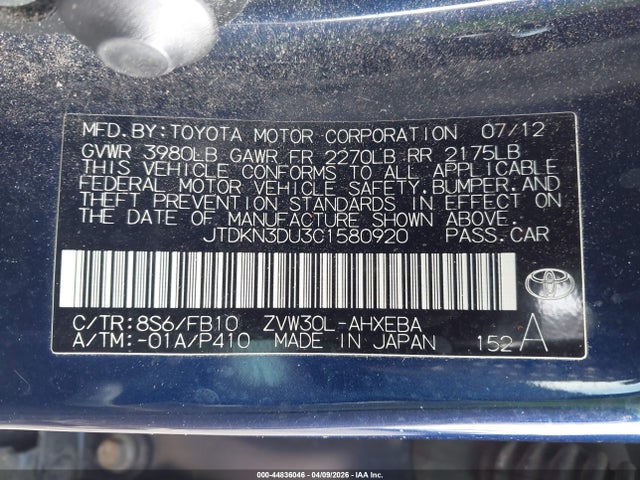 MFD.BY:TOYOTA MOTOR CORPORATION 07/12
GVWR 3980LB GAWR FR 2270LB RR 2175LB
THIS VEHICLE CONFORMS TO ALL APPLICABLE
FEDERAL MOTOR VEHICLE SAFETY,BUMPER,AND
THEFT PREVENTION STANDARDS IN EFFECT ON
THE DATE OF MANUFACTURE SHOWN ABOVE.
JTDKN3DU3C1580920 PASS.CAR
C/TR:8S6/FB10 ZVW30L-AHXEBA
A/TM:-01A/P410 MADE IN JAPAN 152 A
000-44836046 | 04/09/2026 | IAA Inc.